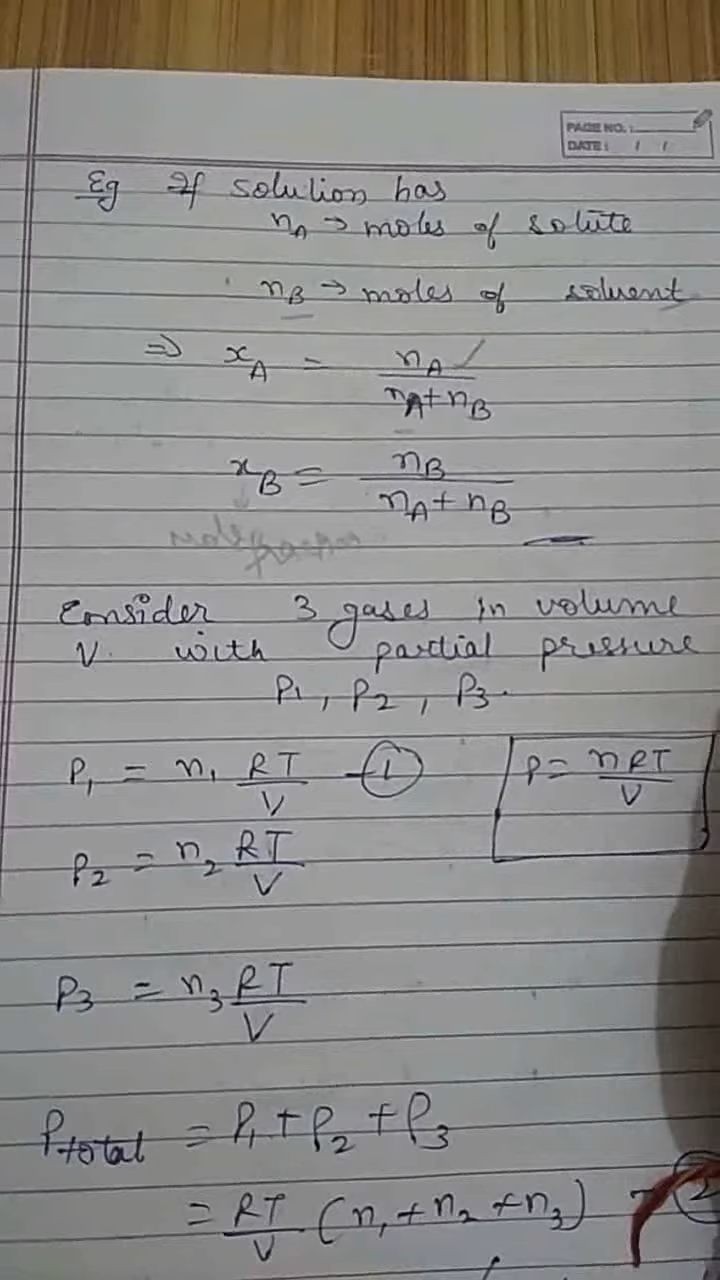 PAGE NO.:
DATE: / /
Eg If solution has
nA → moles of solute
nB → moles of solvent
⇒ xA = nA / (nA + nB)
xB = nB / (nA + nB)
Consider 3 gases in volume
V. with partial pressure
P1, P2, P3.
P1 = n1 RT/V - ①
P = nRT/V
P2 = n2 RT/V
P3 = n3 RT/V
Ptotal = P1 + P2 + P3
= RT/V (n1 + n2 + n3) - ②